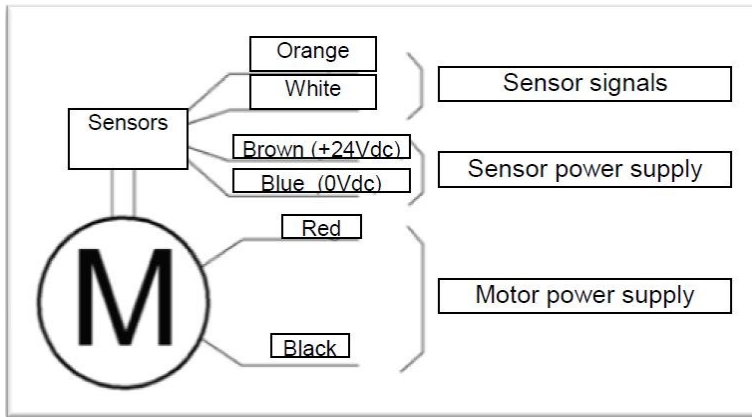 Orange
White
Sensor signals
Sensors
Brown (+24Vdc)
Blue (0Vdc)
Sensor power supply
Red
Motor power supply
M
Black